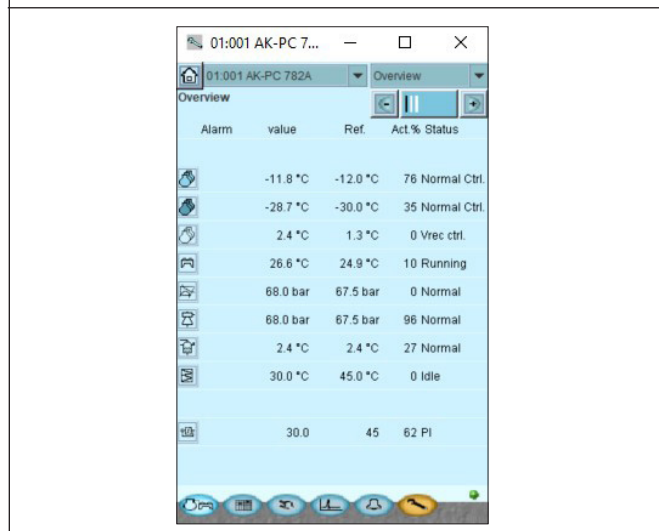 01:001 AK-PC 7...
01:001 AK-PC 782A Overview
Overview
Alarm value Ref. Act.% Status
-11.8 °C -12.0 °C 76 Normal Ctrl.
-28.7 °C -30.0 °C 35 Normal Ctrl.
2.4 °C 1.3 °C 0 Vrec ctrl.
26.6 °C 24.9 °C 10 Running
68.0 bar 67.5 bar 0 Normal
68.0 bar 67.5 bar 96 Normal
2.4 °C 2.4 °C 27 Normal
30.0 °C 45.0 °C 0 Idle
30.0 45 62 PI